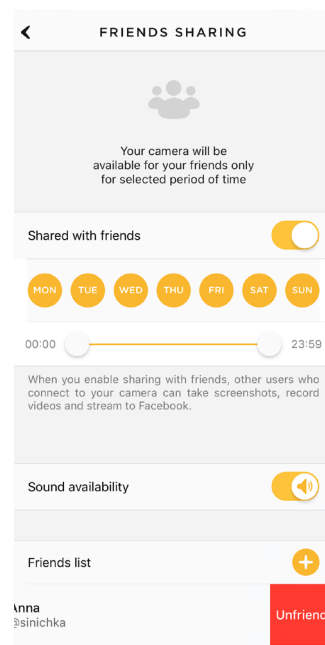 FRIENDS SHARING
Your camera will be
available for your friends only
for selected period of time
Shared with friends
MON TUE WED THU FRI SAT SUN
00:00 23:59
When you enable sharing with friends, other users who
connect to your camera can take screenshots, record
videos and stream to Facebook.
Sound availability
Friends list
Anna
@sinichka
Unfriend